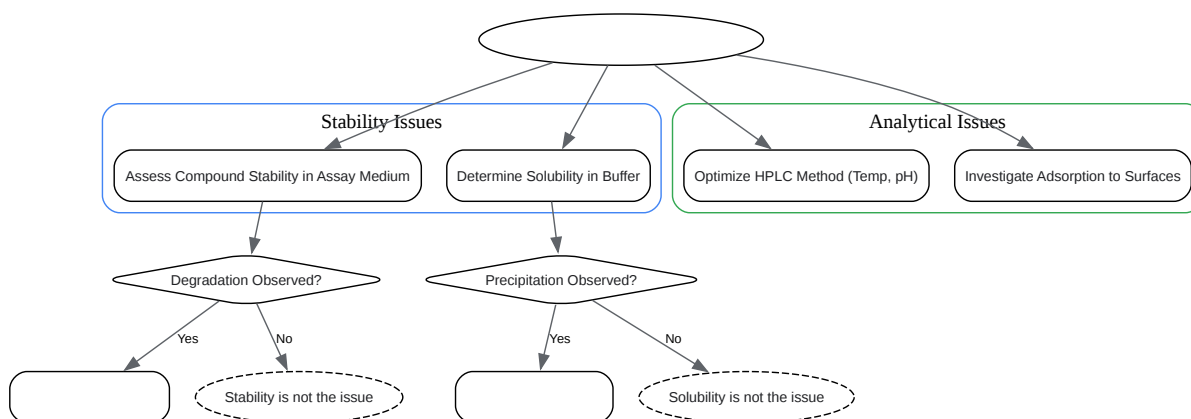 Stability Issues
Analytical Issues
Assess Compound Stability in Assay Medium
Determine Solubility in Buffer
Optimize HPLC Method (Temp, pH)
Investigate Adsorption to Surfaces
Degradation Observed?
Precipitation Observed?
Yes
No
Yes
No
Stability is not the issue
Solubility is not the issue